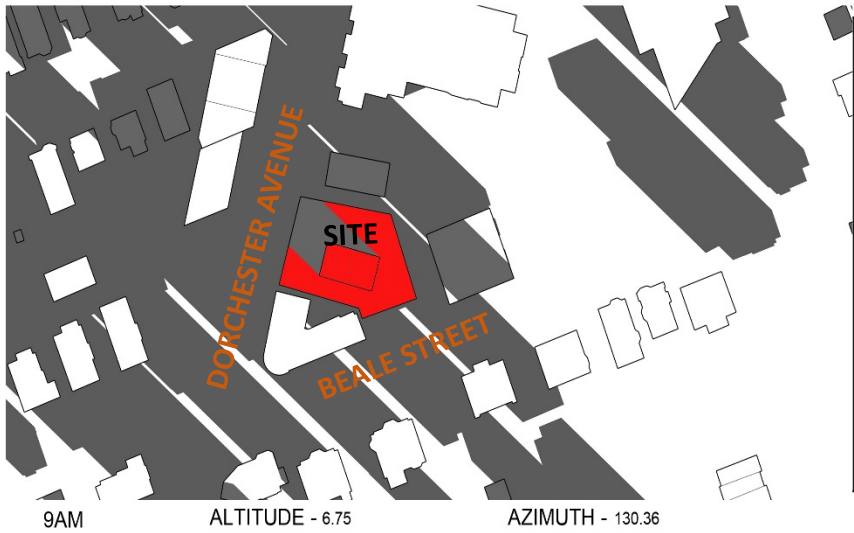 DORCHESTER AVENUE
SITE
BEALE STREET
9AM
ALTITUDE - 6.75
AZIMUTH - 130.36